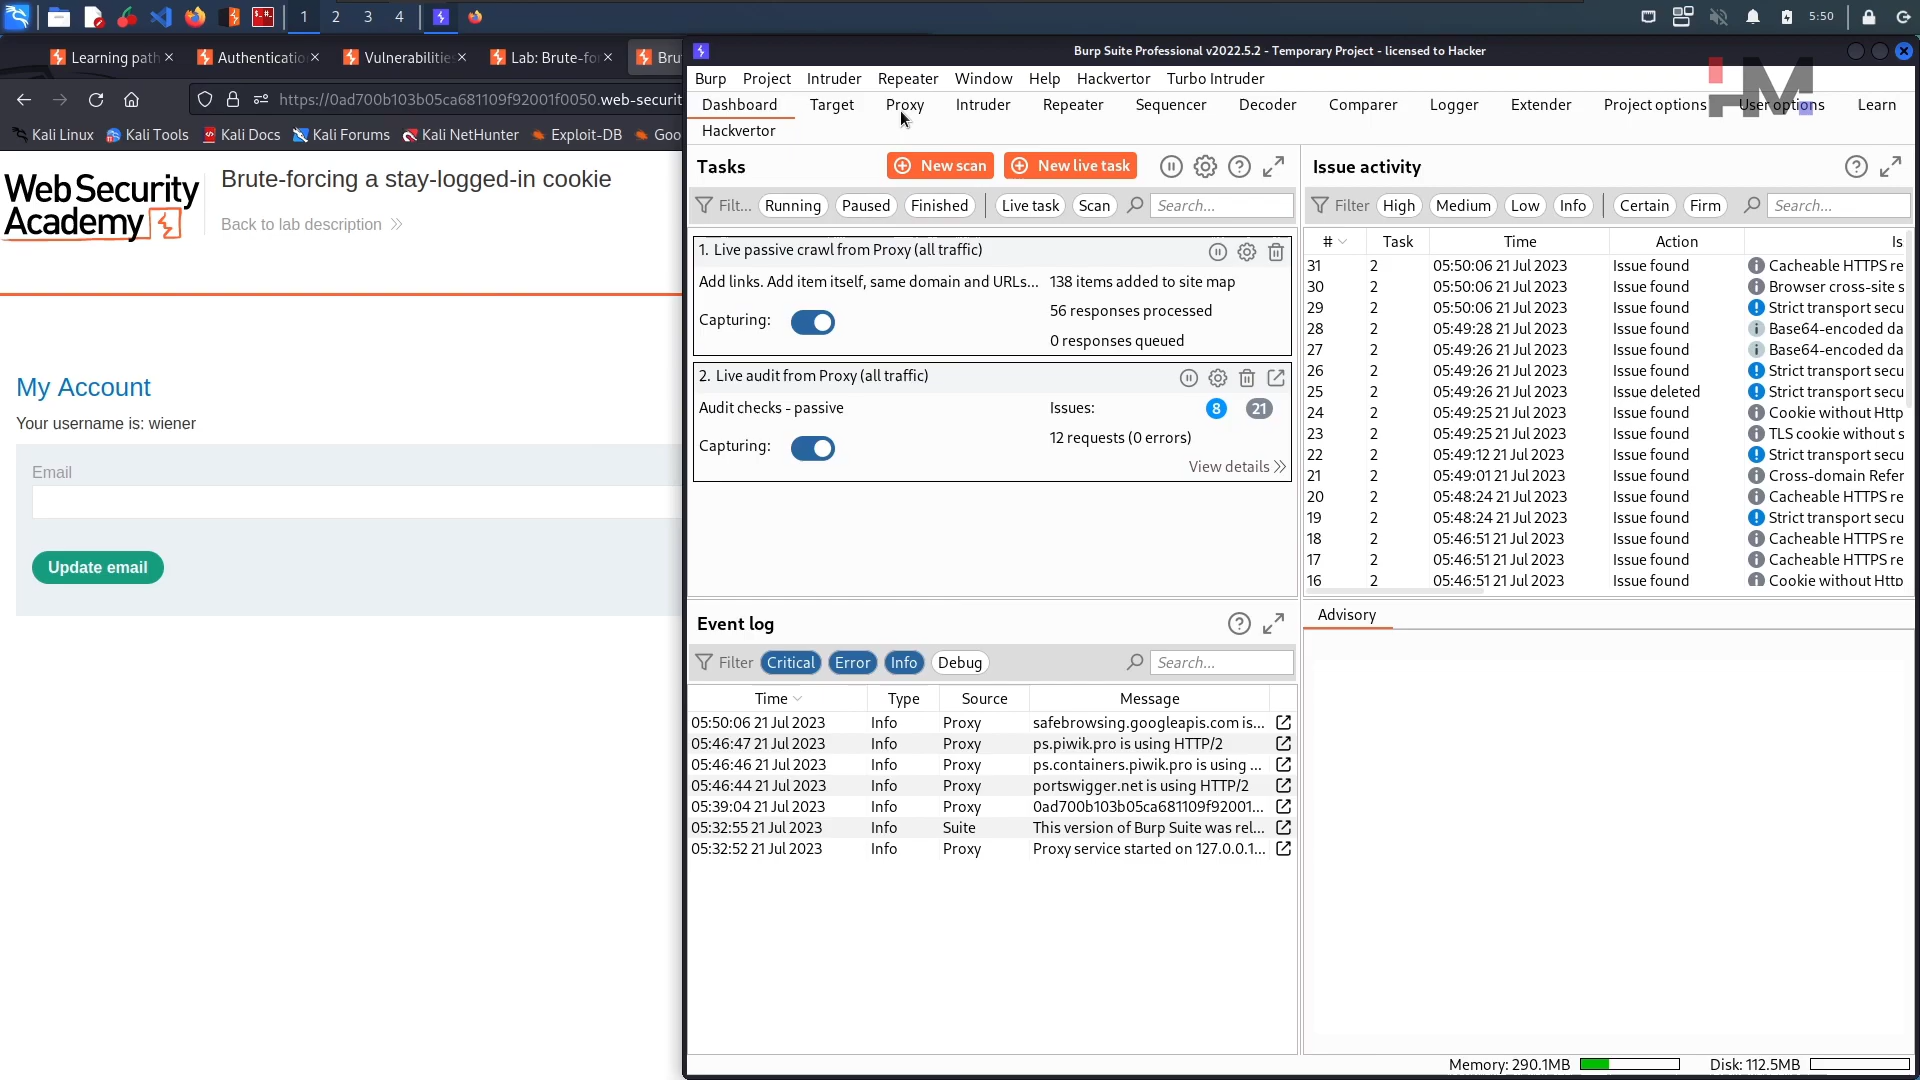 1
2
3
4
5:50
Learning path
Authenticatio
Vulnerabilities
Lab: Brute-fo
Bru
https://0ad700b103b05ca681109f92001f0050.web-securit
Kali Linux
Kali Tools
Kali Docs
Kali Forums
Kali NetHunter
Exploit-DB
Goo
Web Security
Academy
Brute-forcing a stay-logged-in cookie
Back to lab description
My Account
Your username is: wiener
Email
Update email
Burp Suite Professional v2022.5.2 - Temporary Project - licensed to Hacker
Burp Project Intruder Repeater Window Help Hackvertor Turbo Intruder
Dashboard Target Proxy Intruder Repeater Sequencer Decoder Comparer Logger Extender Project options User options Learn
Hackvertor
HM
Tasks
New scan
New live task
Filt...
Running
Paused
Finished
Live task
Scan
Search...
1. Live passive crawl from Proxy (all traffic)
Add links. Add item itself, same domain and URLs...
138 items added to site map
56 responses processed
Capturing:
0 responses queued
2. Live audit from Proxy (all traffic)
Audit checks - passive
Issues: 8 21
12 requests (0 errors)
Capturing:
View details
Issue activity
Filter
High
Medium
Low
Info
Certain
Firm
Search...
# Task Time Action Is
31 2 05:50:06 21 Jul 2023 Issue found Cacheable HTTPS re
30 2 05:50:06 21 Jul 2023 Issue found Browser cross-site s
29 2 05:50:06 21 Jul 2023 Issue found Strict transport secu
28 2 05:49:28 21 Jul 2023 Issue found Base64-encoded da
27 2 05:49:26 21 Jul 2023 Issue found Base64-encoded da
26 2 05:49:26 21 Jul 2023 Issue found Strict transport secu
25 2 05:49:26 21 Jul 2023 Issue deleted Strict transport secu
24 2 05:49:25 21 Jul 2023 Issue found Cookie without Http
23 2 05:49:25 21 Jul 2023 Issue found TLS cookie without s
22 2 05:49:12 21 Jul 2023 Issue found Strict transport secu
21 2 05:49:01 21 Jul 2023 Issue found Cross-domain Refer
20 2 05:48:24 21 Jul 2023 Issue found Cacheable HTTPS re
19 2 05:48:24 21 Jul 2023 Issue found Strict transport secu
18 2 05:46:51 21 Jul 2023 Issue found Cacheable HTTPS re
17 2 05:46:51 21 Jul 2023 Issue found Cacheable HTTPS re
16 2 05:46:51 21 Jul 2023 Issue found Cookie without Http
Event log
Filter
Critical
Error
Info
Debug
Search...
Time Type Source Message
05:50:06 21 Jul 2023 Info Proxy safebrowsing.googleapis.com is...
05:46:47 21 Jul 2023 Info Proxy ps.piwik.pro is using HTTP/2
05:46:46 21 Jul 2023 Info Proxy ps.containers.piwik.pro is using ...
05:46:44 21 Jul 2023 Info Proxy portswigger.net is using HTTP/2
05:39:04 21 Jul 2023 Info Proxy 0ad700b103b05ca681109f92001...
05:32:55 21 Jul 2023 Info Suite This version of Burp Suite was rel...
05:32:52 21 Jul 2023 Info Proxy Proxy service started on 127.0.0.1...
Advisory
Memory: 290.1MB
Disk: 112.5MB